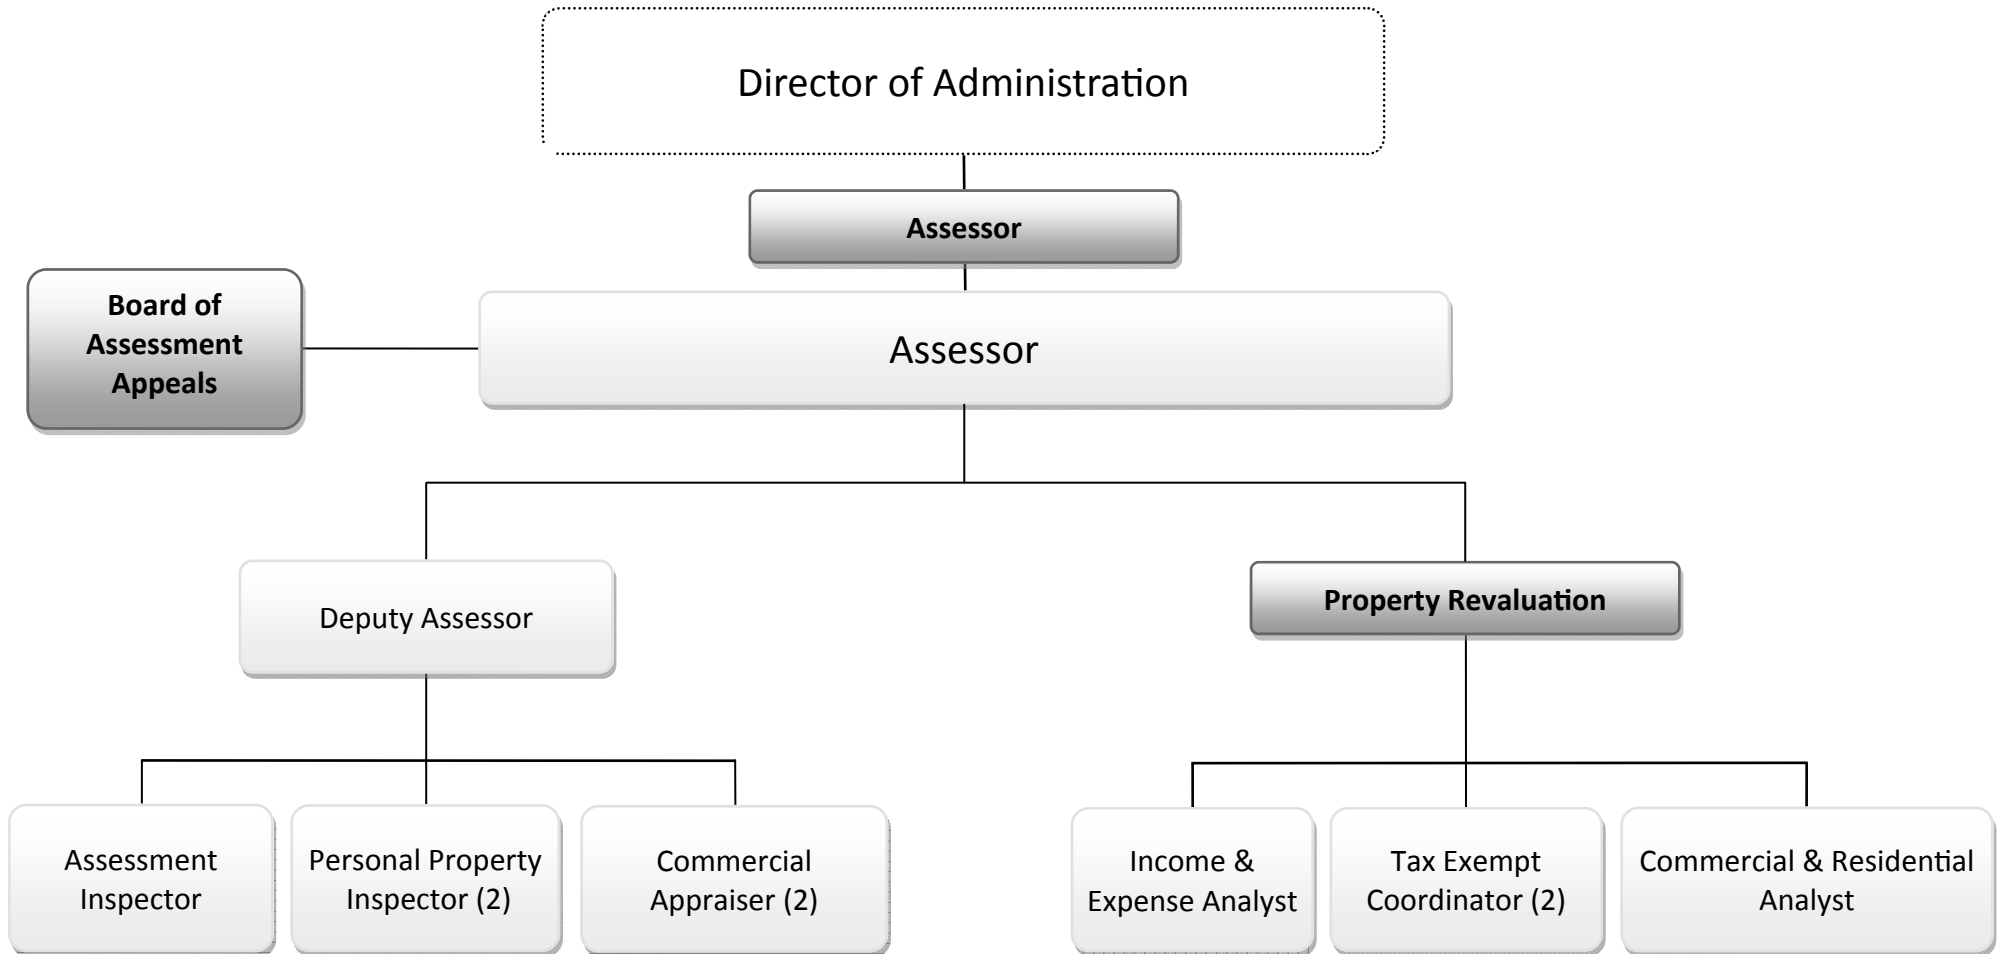 Director of Administration
Assessor
Board of
Assessment
Appeals
Assessor
Deputy Assessor
Property Revaluation
Assessment
Inspector
Personal Property
Inspector (2)
Commercial
Appraiser (2)
Income &
Expense Analyst
Tax Exempt
Coordinator (2)
Commercial & Residential
Analyst